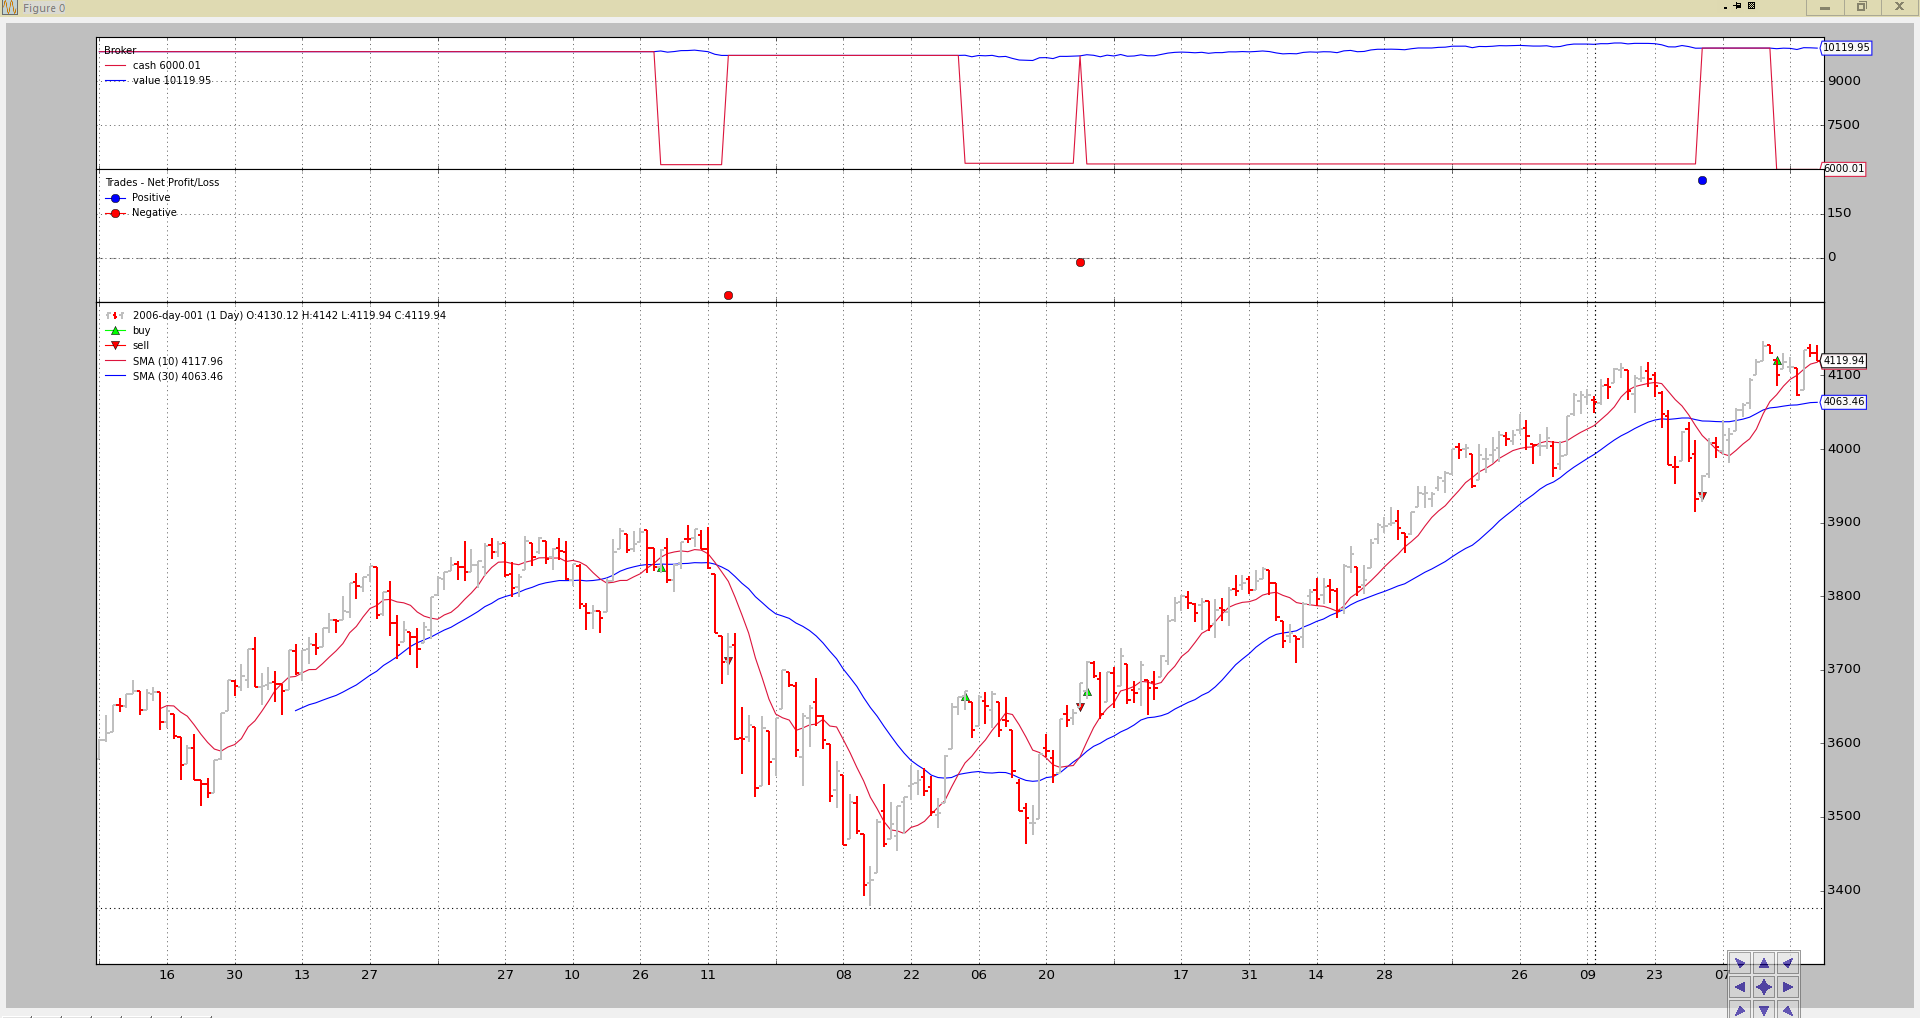 Figure 0
Broker
cash 6000.01
value 10119.95
10119.95
9000
7500
6000.01
Trades - Net Profit/Loss
Positive
Negative
150
0
2006-day-001 (1 Day) O:4130.12 H:4142 L:4119.94 C:4119.94
buy
sell
SMA (10) 4117.96
SMA (30) 4063.46
4119.94
4100
4063.46
4000
3900
3800
3700
3600
3500
3400
16 30 13 27 27 10 26 11 08 22 06 20 17 31 14 28 26 09 23 07